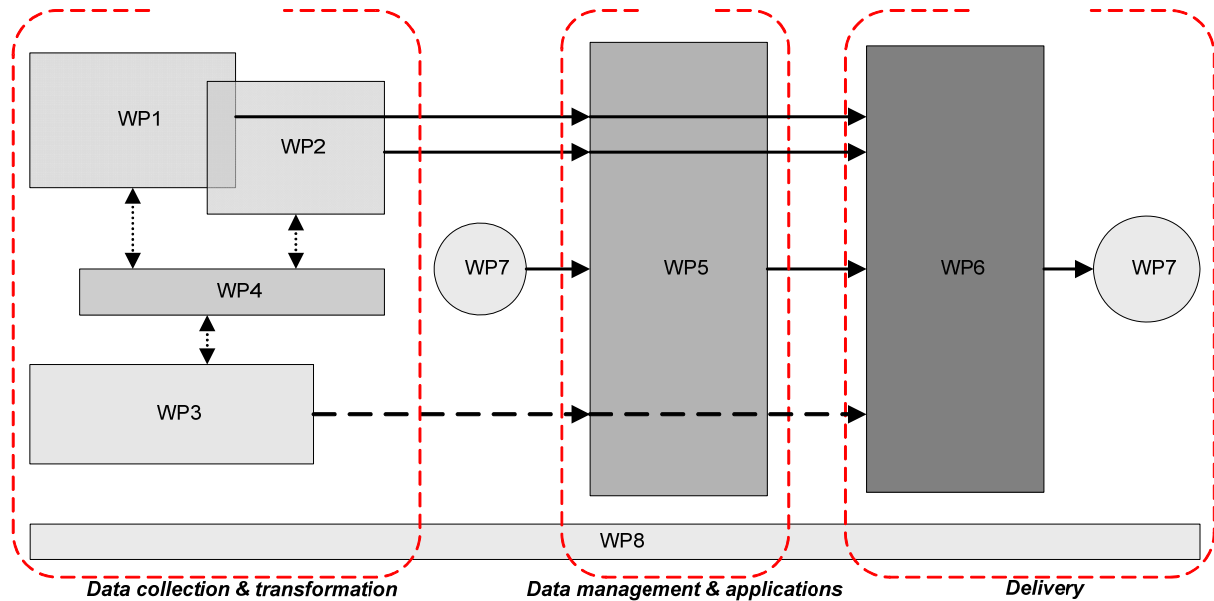 WP1
WP2
WP7
WP5
WP6
WP7
WP4
WP3
WP8
Data collection & transformation
Data management & applications
Delivery